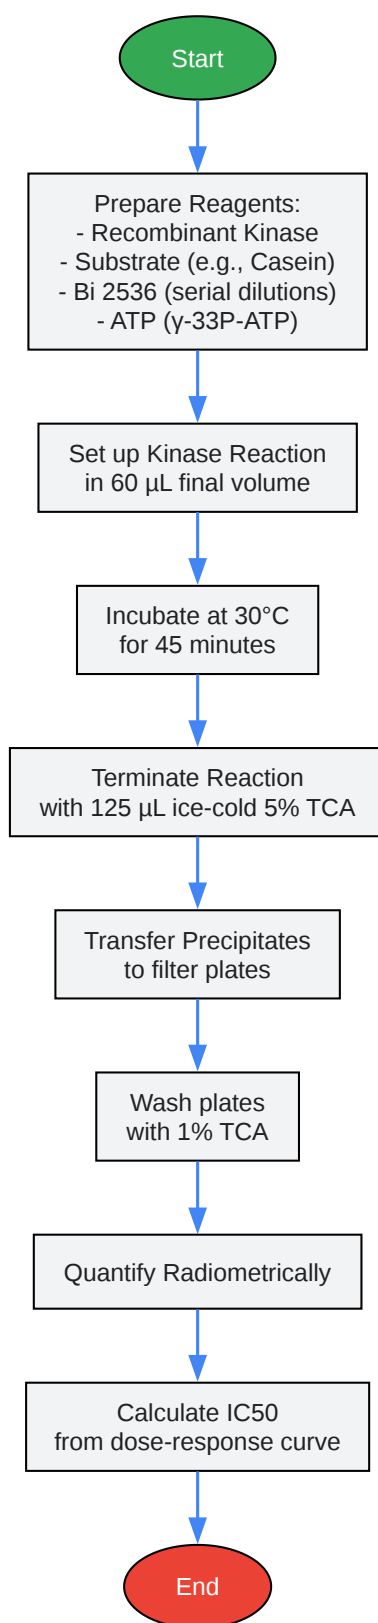 Start
Prepare Reagents:
- Recombinant Kinase
- Substrate (e.g., Casein)
- Bi 2536 (serial dilutions)
- ATP (γ-33P-ATP)
Set up Kinase Reaction
in 60 µL final volume
Incubate at 30°C
for 45 minutes
Terminate Reaction
with 125 µL ice-cold 5% TCA
Transfer Precipitates
to filter plates
Wash plates
with 1% TCA
Quantify Radiometrically
Calculate IC50
from dose-response curve
End